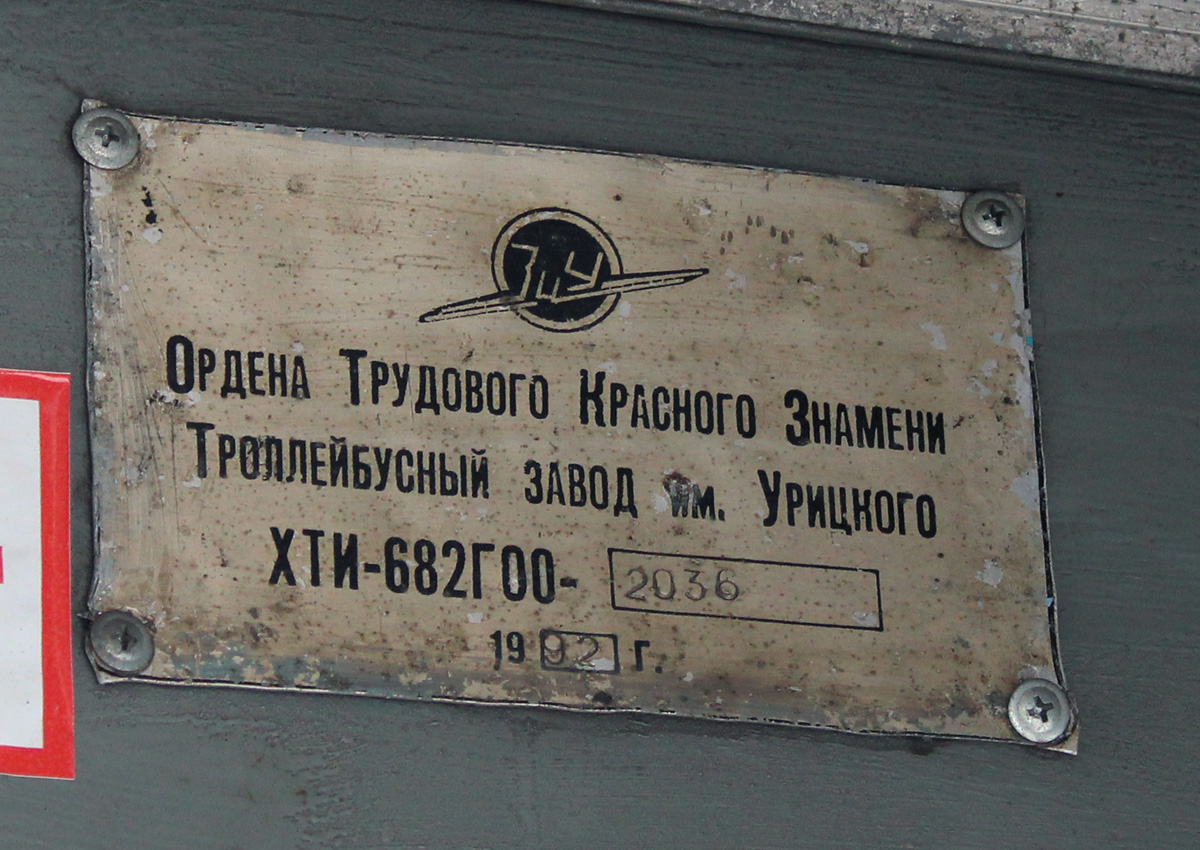 ЗиУ
Ордена Трудового Красного Знамени
Троллейбусный завод им. Урицкого
ХТИ-682Г00- 2036
1992 г.